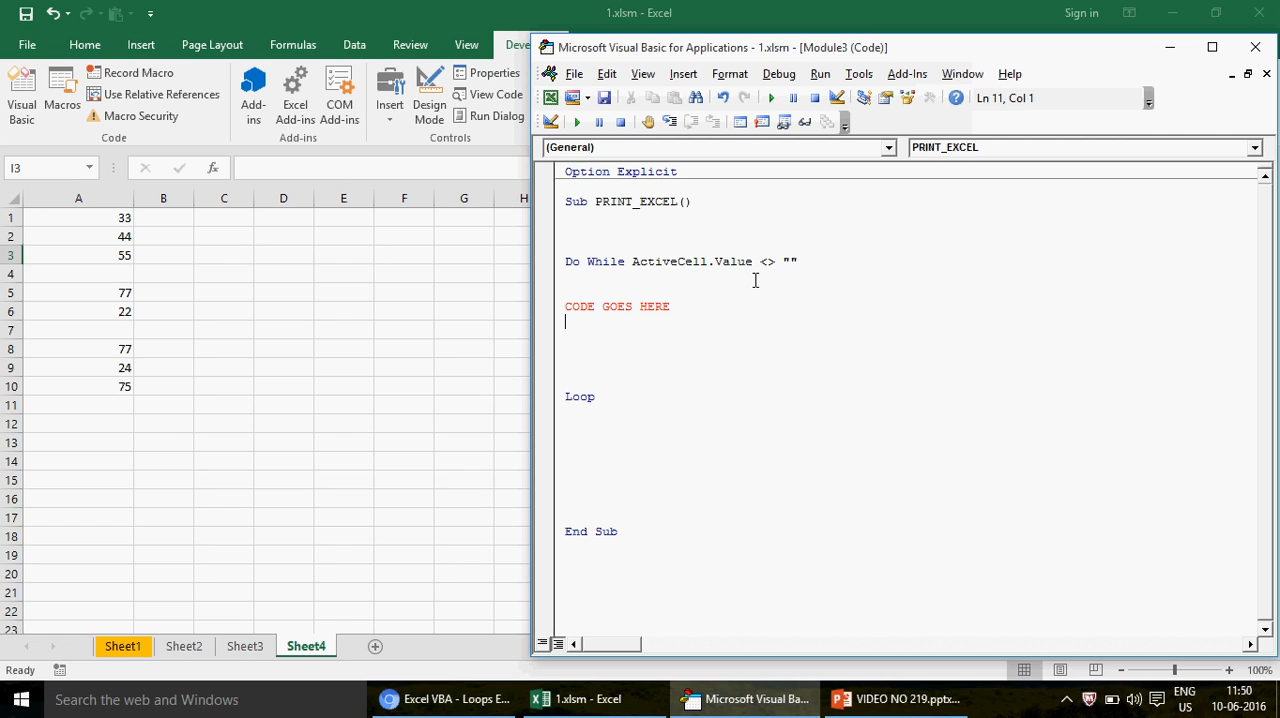 1.xlsm - Excel
Sign in
File
Home
Insert
Page Layout
Formulas
Data
Review
View
Visual Basic
Macros
Record Macro
Use Relative References
Macro Security
Code
Add-ins
Excel Add-ins
COM Add-ins
Add-ins
Insert
Design Mode
Properties
View Code
Run Dialog
Controls
I3
fx
A B C D E F G H
1 33
2 44
3 55
4
5 77
6 22
7
8 77
9 24
10 75
11
12
13
14
15
16
17
18
19
20
21
22
23
Sheet1 Sheet2 Sheet3 Sheet4
Ready
Microsoft Visual Basic for Applications - 1.xlsm - [Module3 (Code)]
File Edit View Insert Format Debug Run Tools Add-Ins Window Help
Ln 11, Col 1
(General)
PRINT_EXCEL
Option Explicit
Sub PRINT_EXCEL()
Do While ActiveCell.Value <> ""
CODE GOES HERE
Loop
End Sub
100%
Search the web and Windows
Excel VBA - Loops E...
1.xlsm - Excel
Microsoft Visual Ba...
VIDEO NO 219.pptx...
ENG
US
11:50
10-06-2016